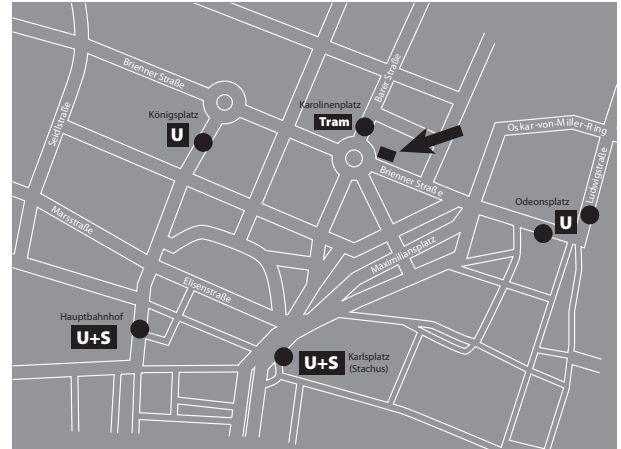 Brienner Straße
Barer Straße
Seidlstraße
Königsplatz
U
Karolinenplatz
Tram
Oskar-von-Miller-Ring
Ludwigstraße
Brienner Straße
Odeonsplatz
U
Marsstraße
Maximiliansplatz
Elisenstraße
Hauptbahnhof
U+S
U+S
Karlsplatz
(Stachus)